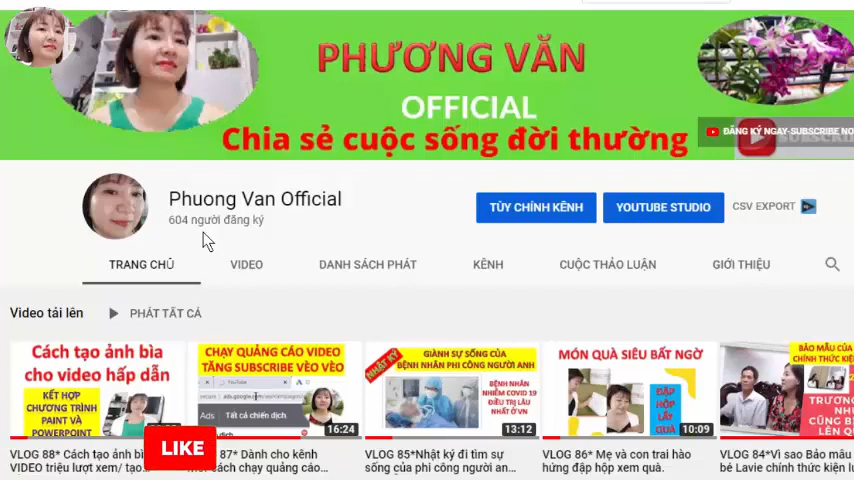 PHƯƠNG VĂN
OFFICIAL
Chia sẻ cuộc sống đời thường
ĐĂNG KÝ NGAY-SUBSCRIBE NO
Phuong Van Official
604 người đăng ký
TÙY CHỈNH KÊNH
YOUTUBE STUDIO
CSV EXPORT
TRANG CHỦ
VIDEO
DANH SÁCH PHÁT
KÊNH
CUỘC THẢO LUẬN
GIỚI THIỆU
Video tải lên
PHÁT TẤT CẢ
Cách tạo ảnh bìa
cho video hấp dẫn
KẾT HỢP
CHƯƠNG TRÌNH
PAINT VÀ
POWERPOINT
CHẠY QUẢNG CÁO VIDEO
TĂNG SUBSCRIBE VÈO VÈO
YouTube
Ads
Tất cả chiến dịch
16:24
NHẬT KÝ
GIÀNH SỰ SỐNG CỦA
BỆNH NHÂN PHI CÔNG NGƯỜI ANH
BỆNH NHÂN
NHIỄM COVID 19
ĐIỀU TRỊ LÂU
NHẤT Ở VN
13:12
MÓN QUÀ SIÊU BẤT NGỜ
ĐẬP
HỘP
LẤY
QUÀ
10:09
BẢO MẪU CỦA
CHÍNH THỨC KIỆN
VLOG 88* Cách tạo ảnh bì
VIDEO triệu lượt xem/ tạo...
LIKE
87* Dành cho kênh
cách chạy quảng cáo...
VLOG 85*Nhật ký đi tìm sự
sống của phi công người an...
VLOG 86* Mẹ và con trai hào
hứng đập hộp xem quà.
VLOG 84*Vì sao Bảo mẫu
bé Lavie chính thức kiện lu